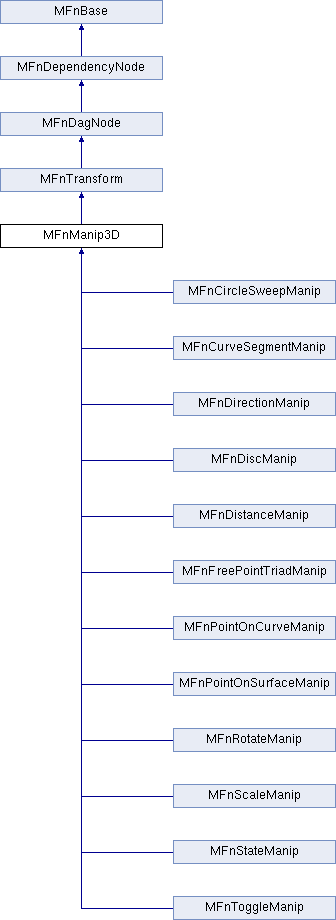 MFnBase
MFnDependencyNode
MFnDagNode
MFnTransform
MFnManip3D
MFnCircleSweepManip
MFnCurveSegmentManip
MFnDirectionManip
MFnDiscManip
MFnDistanceManip
MFnFreePointTriadManip
MFnPointOnCurveManip
MFnPointOnSurfaceManip
MFnRotateManip
MFnScaleManip
MFnStateManip
MFnToggleManip